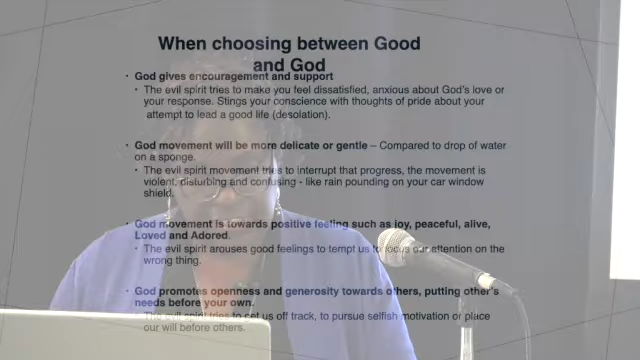 When choosing between Good
and God
• God gives encouragement and support
• The evil spirit tries to make you feel dissatisfied, anxious about God's love or
your response. Stings your conscience with thoughts of pride about your
attempt to lead a good life (desolation).
• God movement will be more delicate or gentle – Compared to drop of water
on a sponge.
• The evil spirit movement tries to interrupt that progress, the movement is
violent, disturbing and confusing - like rain pounding on your car window
shield.
• God movement is towards positive feeling such as joy, peaceful, alive,
Loved and Adored.
• The evil spirit arouses good feelings to tempt us to focus our attention on the
wrong thing.
• God promotes openness and generosity towards others, putting other's
needs before your own.
• The evil spirit tries to get us off track, to pursue selfish motivation or place
our will before others.